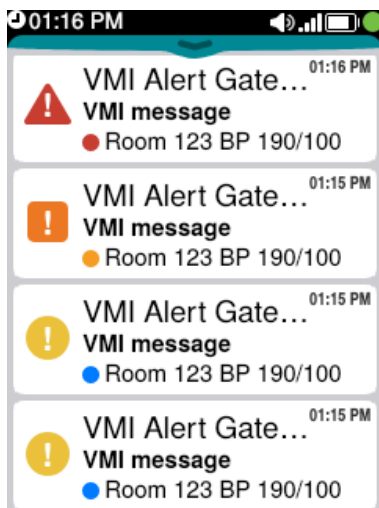 01:16 PM
VMI Alert Gate... 01:16 PM
VMI message
Room 123 BP 190/100
VMI Alert Gate... 01:15 PM
VMI message
Room 123 BP 190/100
VMI Alert Gate... 01:15 PM
VMI message
Room 123 BP 190/100
VMI Alert Gate... 01:15 PM
VMI message
Room 123 BP 190/100